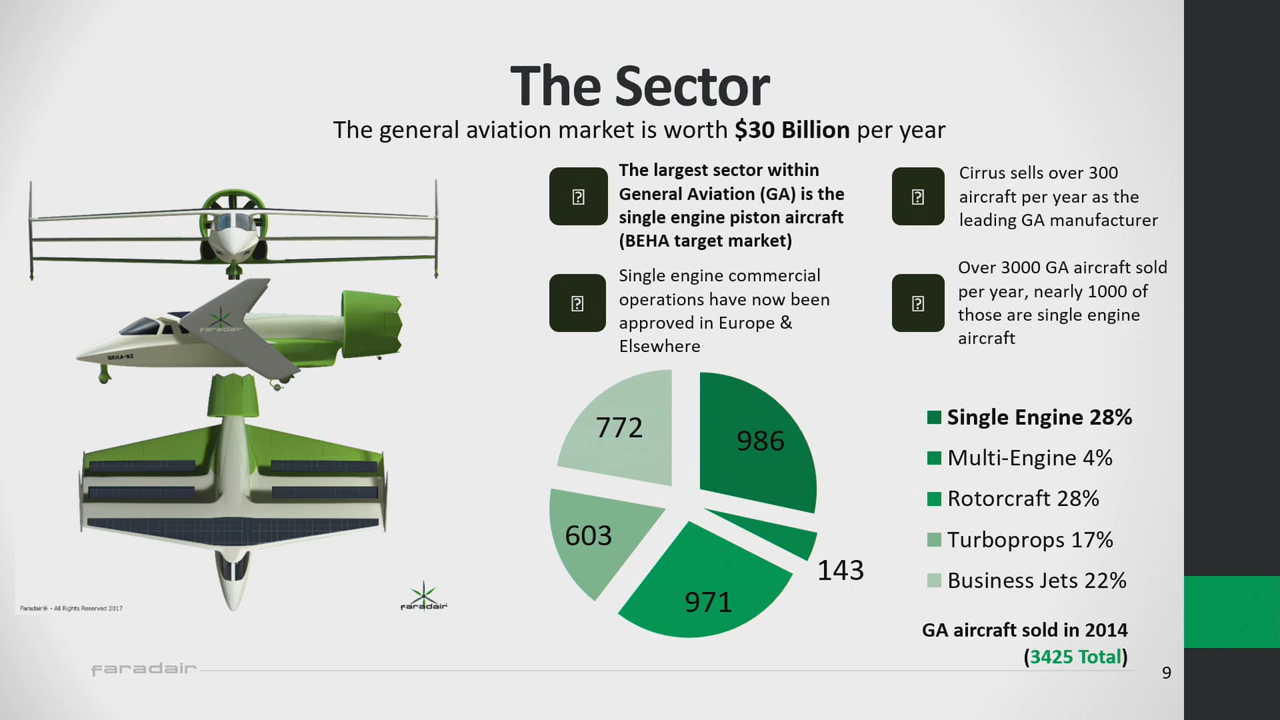 The Sector
The general aviation market is worth $30 Billion per year
The largest sector within
General Aviation (GA) is the
single engine piston aircraft
(BEHA target market)
Cirrus sells over 300
aircraft per year as the
leading GA manufacturer
Single engine commercial
operations have now been
approved in Europe &
Elsewhere
Over 3000 GA aircraft sold
per year, nearly 1000 of
those are single engine
aircraft
faradair
BEHA-H2
772
986
603
971
143
Single Engine 28%
Multi-Engine 4%
Rotorcraft 28%
Turboprops 17%
Business Jets 22%
GA aircraft sold in 2014
(3425 Total)
Faradair® - All Rights Reserved 2017
faradair
faradair
9